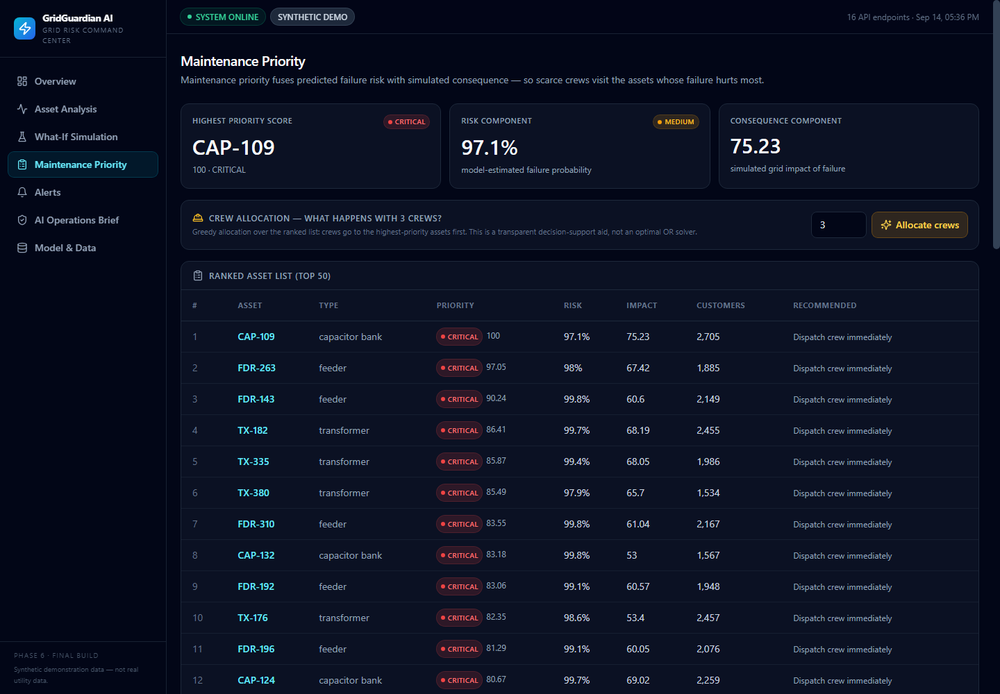 GridGuardian AI
GRID RISK COMMAND
CENTER
Overview
Asset Analysis
What-If Simulation
Maintenance Priority
Alerts
AI Operations Brief
Model & Data
PHASE 6 · FINAL BUILD
Synthetic demonstration data — not real
utility data.
SYSTEM ONLINE SYNTHETIC DEMO 16 API endpoints · Sep 14, 05:36 PM
Maintenance Priority
Maintenance priority fuses predicted failure risk with simulated consequence — so scarce crews visit the assets whose failure hurts most.
HIGHEST PRIORITY SCORE CRITICAL
CAP-109
100 · CRITICAL
RISK COMPONENT MEDIUM
97.1%
model-estimated failure probability
CONSEQUENCE COMPONENT
75.23
simulated grid impact of failure
CREW ALLOCATION — WHAT HAPPENS WITH 3 CREWS?
Greedy allocation over the ranked list: crews go to the highest-priority assets first. This is a transparent decision-support aid, not an optimal OR solver.
3 Allocate crews
RANKED ASSET LIST (TOP 50)
# ASSET TYPE PRIORITY RISK IMPACT CUSTOMERS RECOMMENDED
1 CAP-109 capacitor bank CRITICAL 100 97.1% 75.23 2,705 Dispatch crew immediately
2 FDR-263 feeder CRITICAL 97.05 98% 67.42 1,885 Dispatch crew immediately
3 FDR-143 feeder CRITICAL 90.24 99.8% 60.6 2,149 Dispatch crew immediately
4 TX-182 transformer CRITICAL 86.41 99.7% 68.19 2,455 Dispatch crew immediately
5 TX-335 transformer CRITICAL 85.87 99.4% 68.05 1,986 Dispatch crew immediately
6 TX-380 transformer CRITICAL 85.49 97.9% 65.7 1,534 Dispatch crew immediately
7 FDR-310 feeder CRITICAL 83.55 99.8% 61.04 2,167 Dispatch crew immediately
8 CAP-132 capacitor bank CRITICAL 83.18 99.8% 53 1,567 Dispatch crew immediately
9 FDR-192 feeder CRITICAL 83.06 99.1% 60.57 1,948 Dispatch crew immediately
10 TX-176 transformer CRITICAL 82.35 98.6% 53.4 2,457 Dispatch crew immediately
11 FDR-196 feeder CRITICAL 81.29 99.1% 60.05 2,076 Dispatch crew immediately
12 CAP-124 capacitor bank CRITICAL 80.67 99.7% 69.02 2,259 Dispatch crew immediately